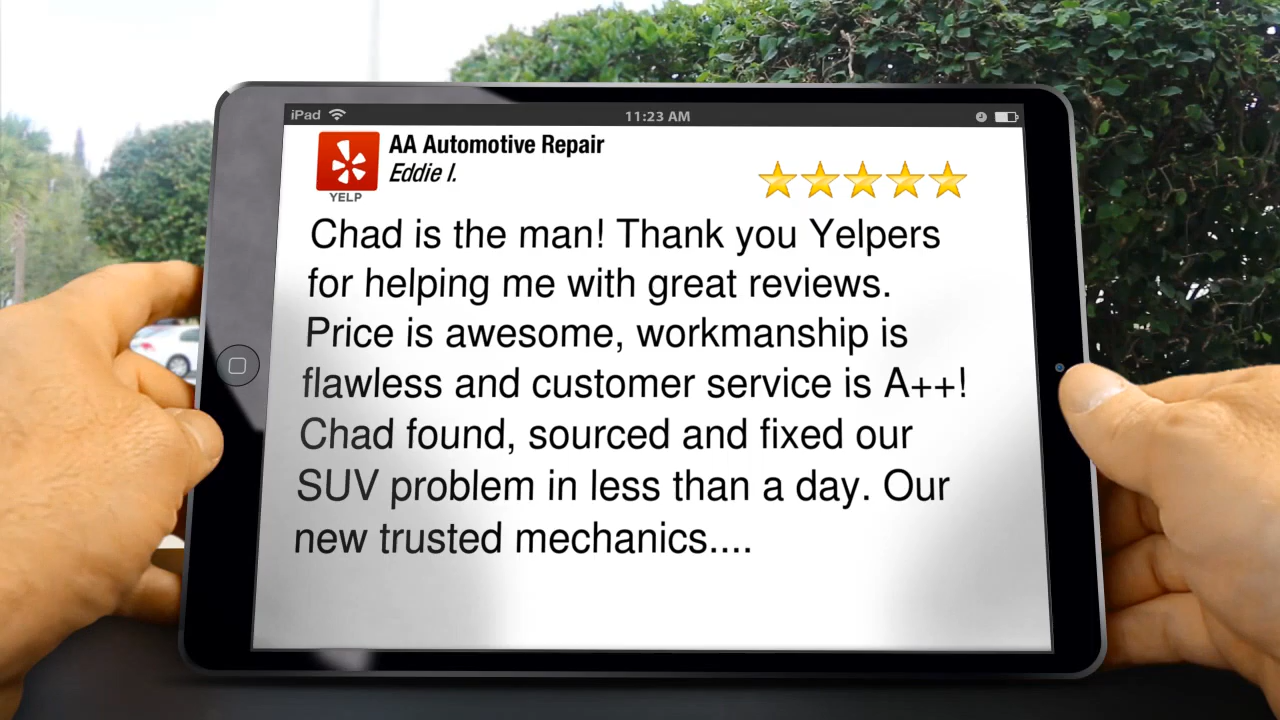 iPad 11:23 AM
AA Automotive Repair
Eddie I.
YELP
Chad is the man! Thank you Yelpers
for helping me with great reviews.
Price is awesome, workmanship is
flawless and customer service is A++!
Chad found, sourced and fixed our
SUV problem in less than a day. Our
new trusted mechanics....